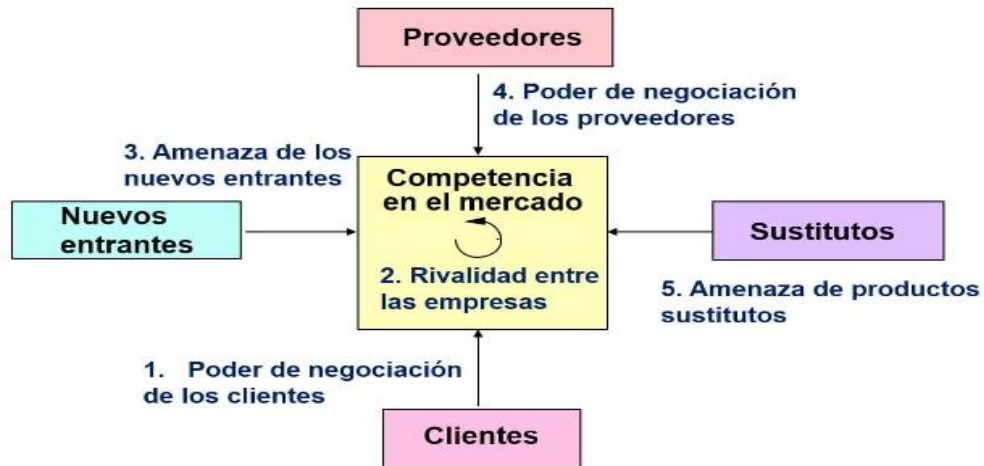 Proveedores
4. Poder de negociación
de los proveedores
3. Amenaza de los
nuevos entrantes
Competencia
en el mercado
Nuevos
entrantes
Sustitutos
2. Rivalidad entre
las empresas
5. Amenaza de productos
sustitutos
1. Poder de negociación
de los clientes
Clientes